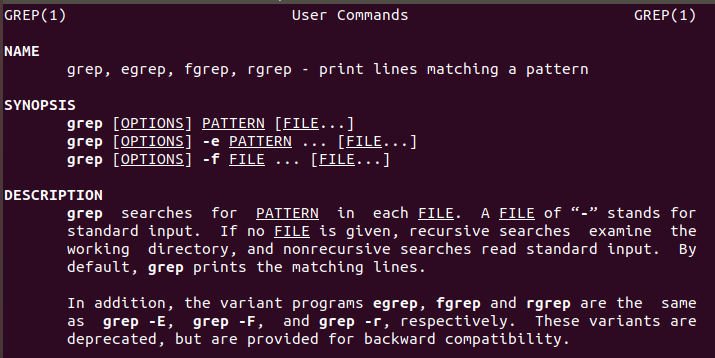 GREP(1) User Commands GREP(1)
NAME
grep, egrep, fgrep, rgrep - print lines matching a pattern
SYNOPSIS
grep [OPTIONS] PATTERN [FILE...]
grep [OPTIONS] -e PATTERN ... [FILE...]
grep [OPTIONS] -f FILE ... [FILE...]
DESCRIPTION
grep searches for PATTERN in each FILE. A FILE of “-” stands for
standard input. If no FILE is given, recursive searches examine the
working directory, and nonrecursive searches read standard input. By
default, grep prints the matching lines.
In addition, the variant programs egrep, fgrep and rgrep are the same
as grep -E, grep -F, and grep -r, respectively. These variants are
deprecated, but are provided for backward compatibility.